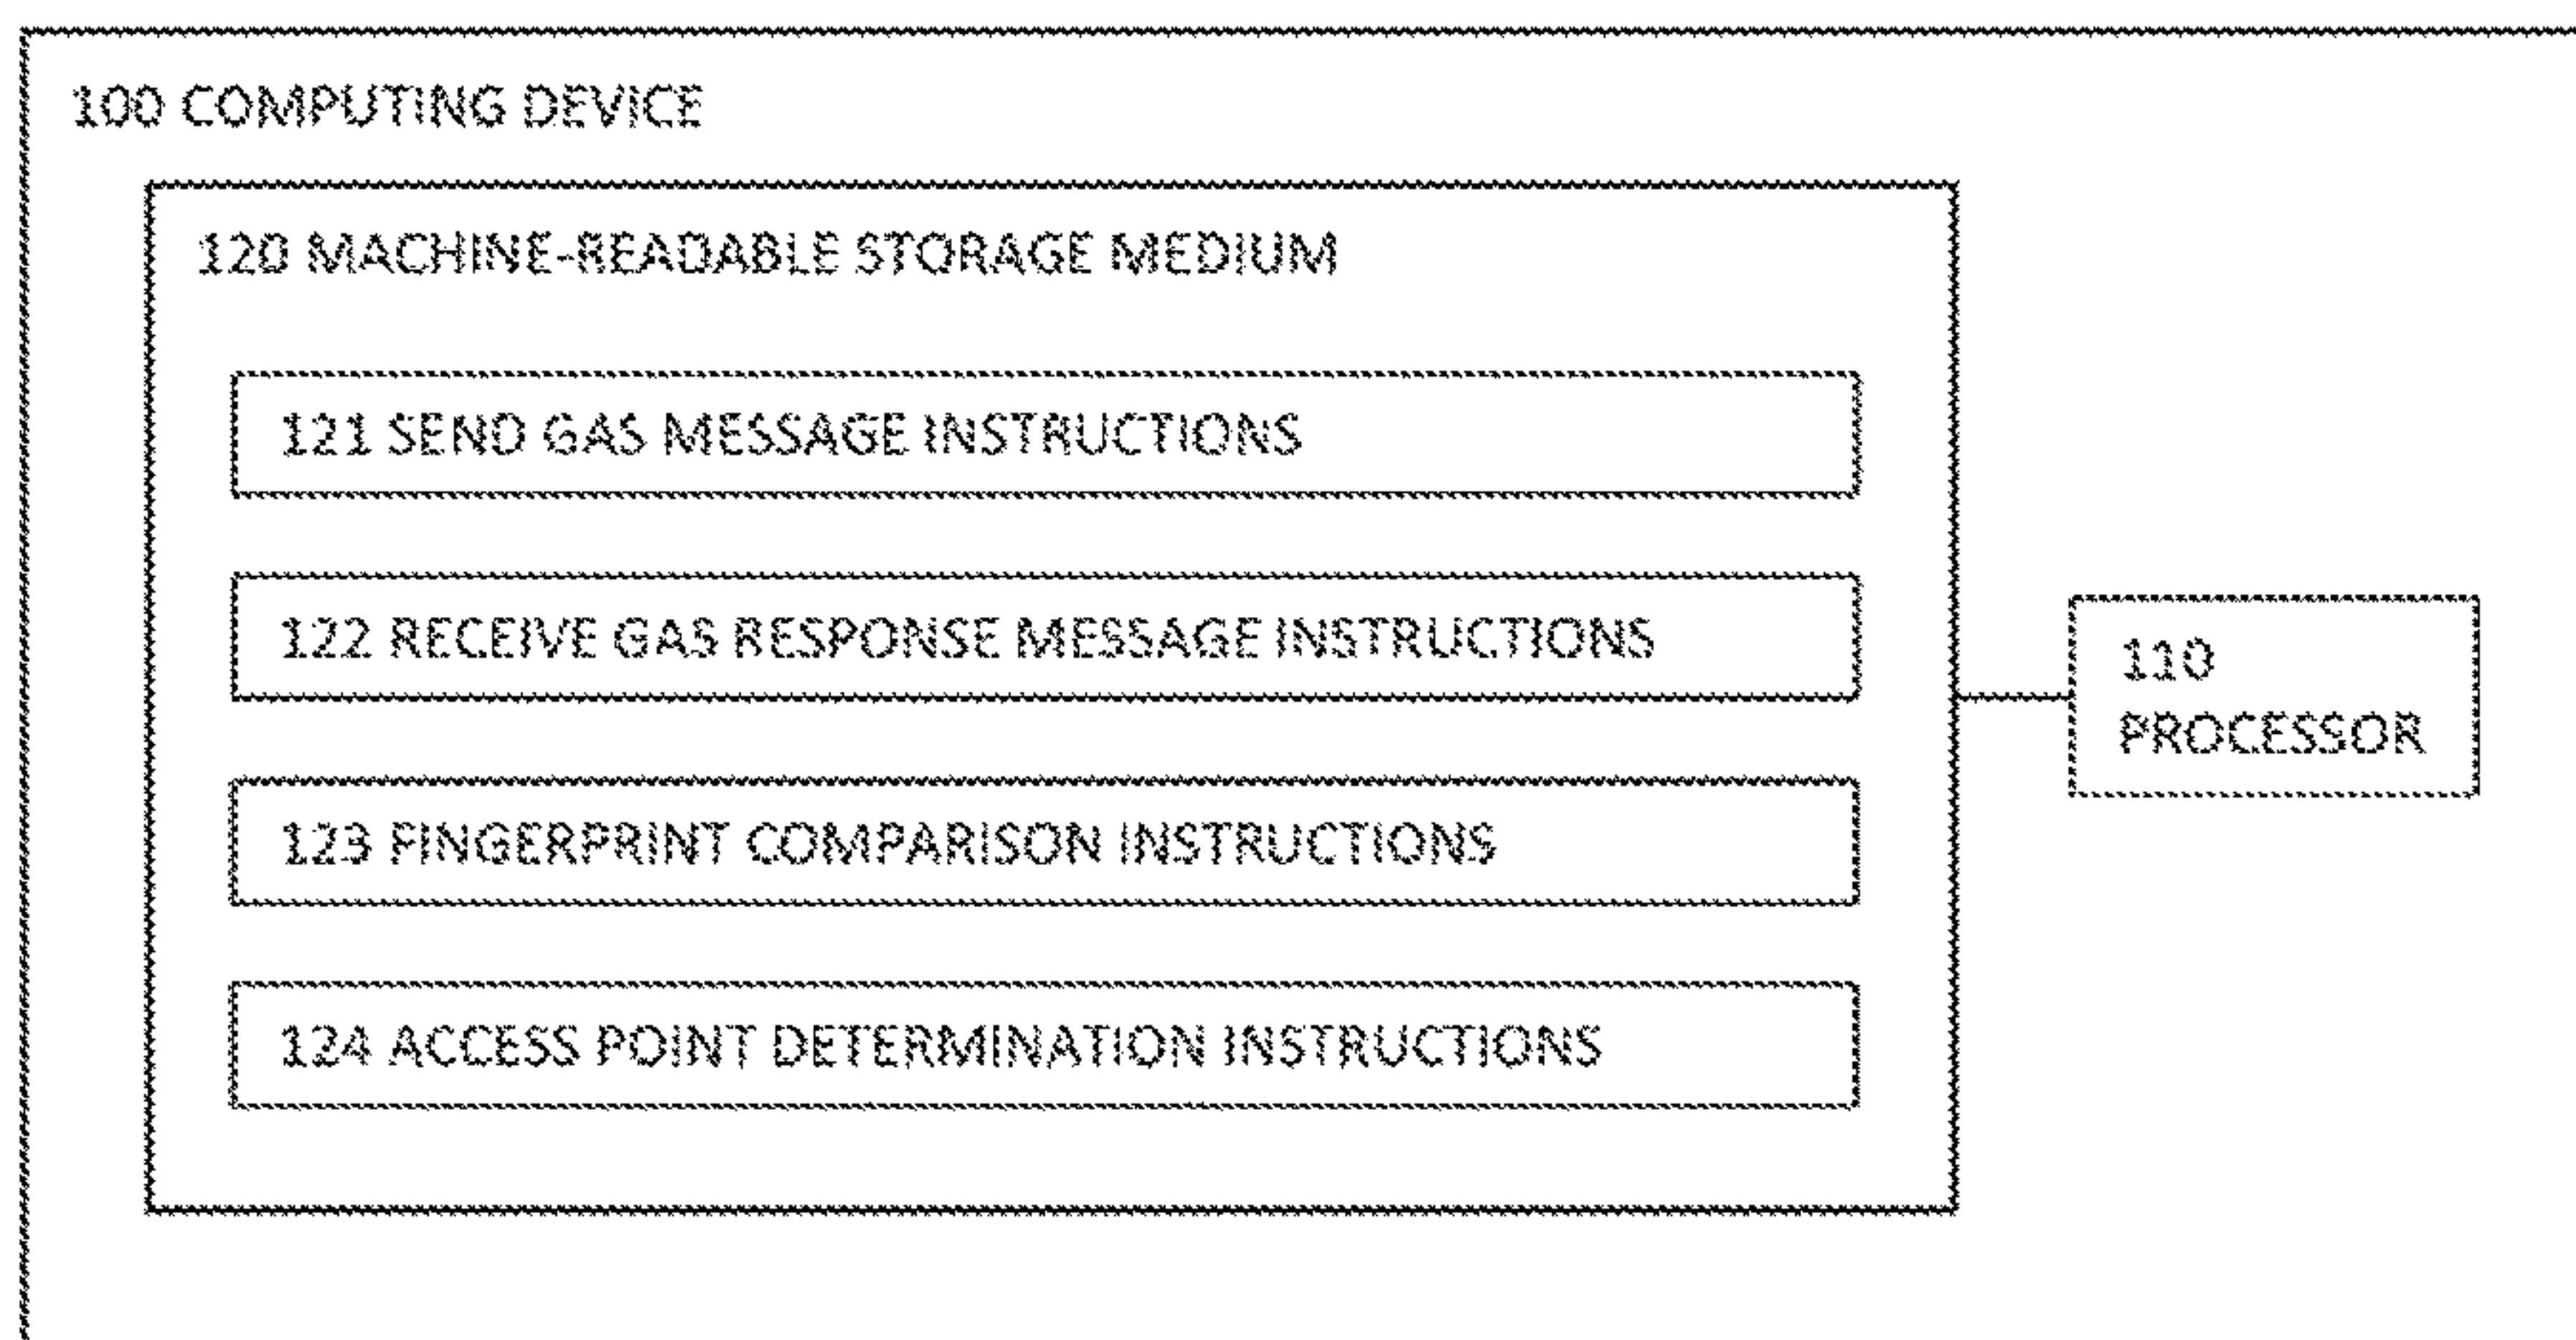 100 COMPUTING DEVICE
120 MACHINE-READABLE STORAGE MEDIUM
121 SEND GAS MESSAGE INSTRUCTIONS
122 RECEIVE GAS RESPONSE MESSAGE INSTRUCTIONS
110
PROCESSOR
123 FINGERPRINT COMPARISON INSTRUCTIONS
124 ACCESS POINT DETERMINATION INSTRUCTIONS